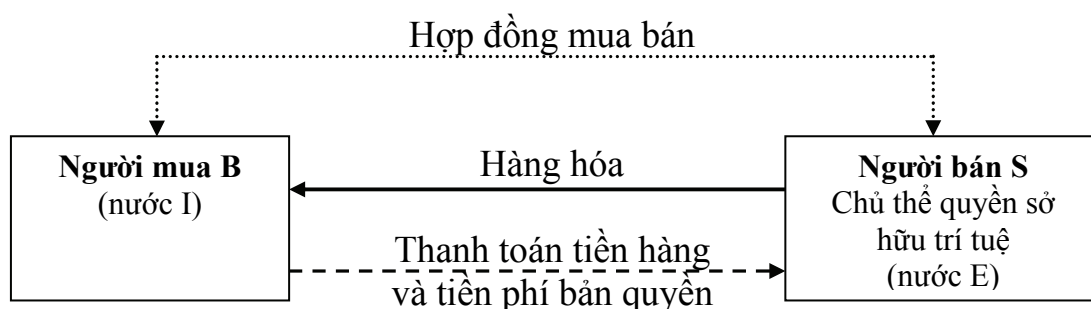 Hợp đồng mua bán
Người mua B
(nước I)
Hàng hóa
Thanh toán tiền hàng
và tiền phí bản quyền
Người bán S
Chủ thể quyền sở
hữu trí tuệ
(nước E)